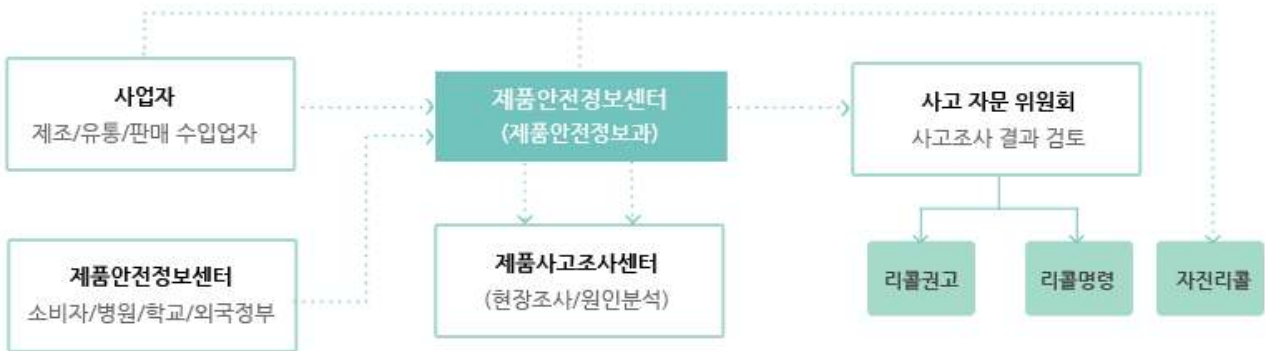 사업자
제조/유통/판매 수입업자
제품안전정보센터
(제품안전정보과)
사고 자문 위원회
사고조사 결과 검토
제품안전정보센터
소비자/병원/학교/외국정부
제품사고조사센터
(현장조사/원인분석)
리콜권고
리콜명령
자진리콜